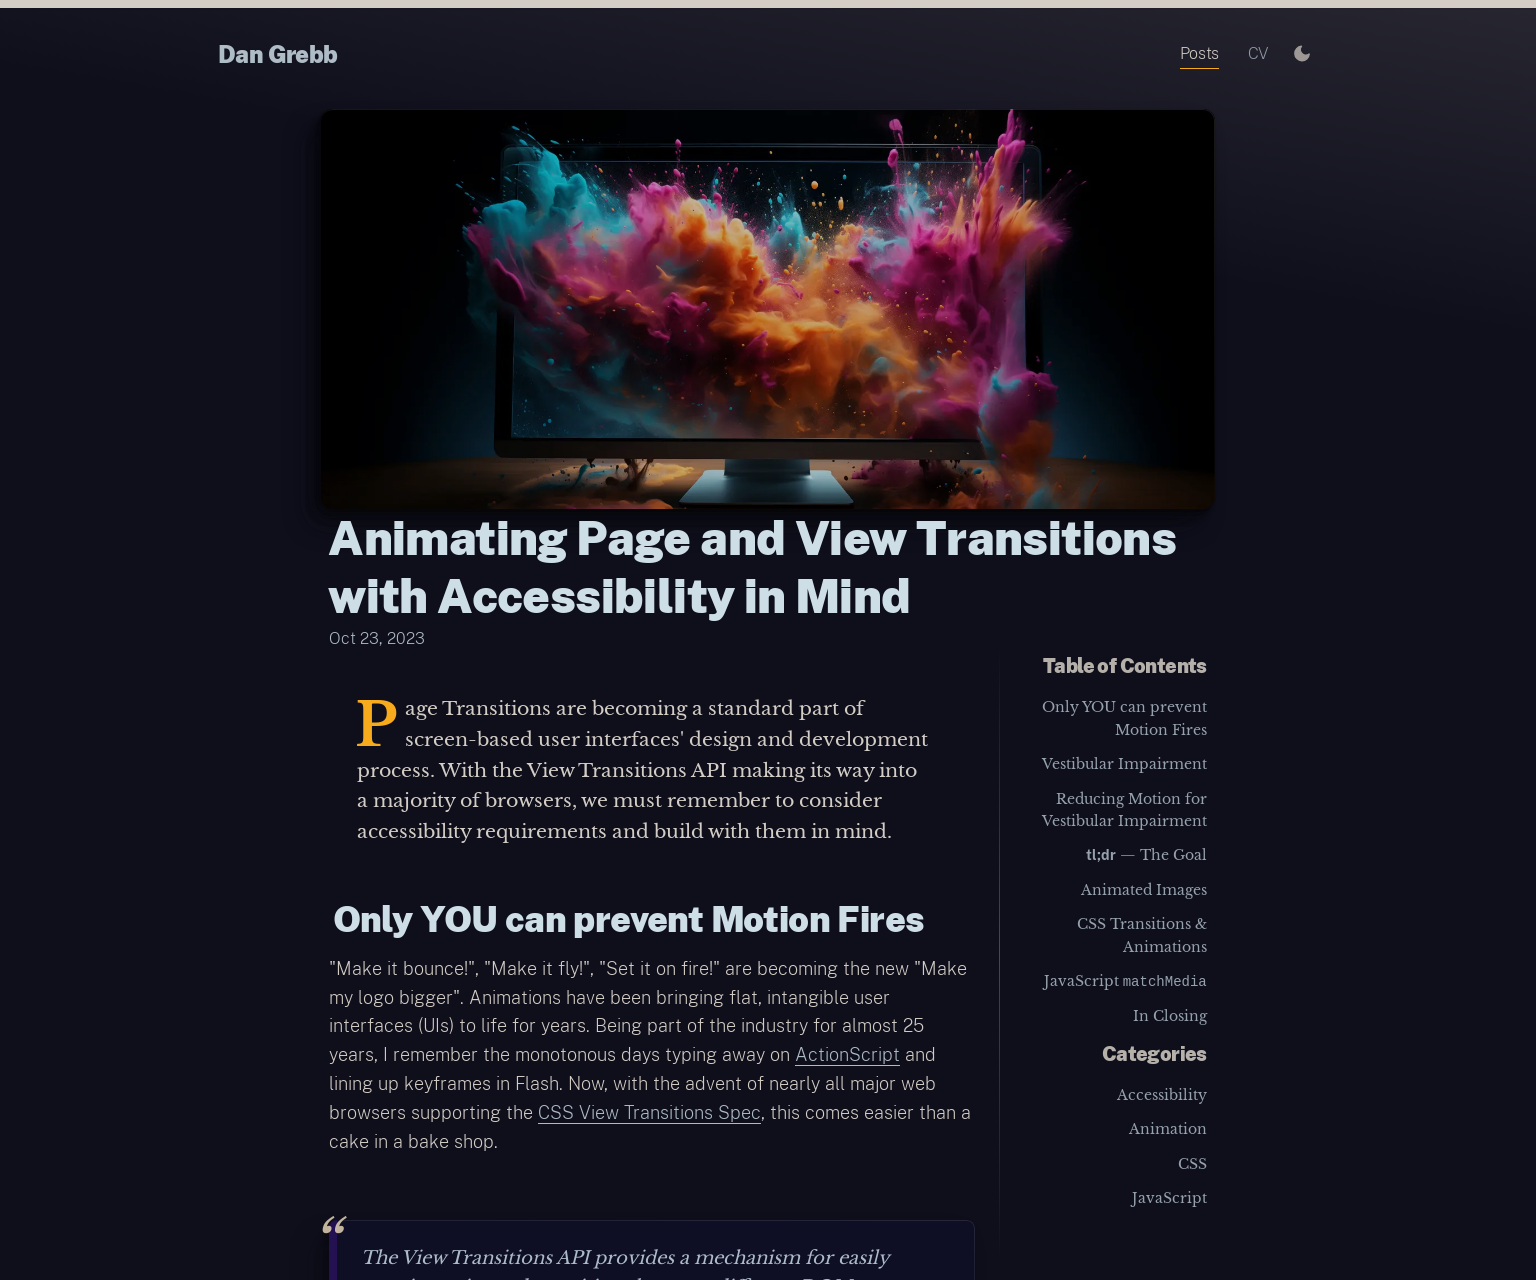 Dan Grebb
Posts
CV
Animating Page and View Transitions
with Accessibility in Mind
Oct 23, 2023
Page Transitions are becoming a standard part of
screen-based user interfaces' design and development
process. With the View Transitions API making its way into
a majority of browsers, we must remember to consider
accessibility requirements and build with them in mind.
Only YOU can prevent Motion Fires
"Make it bounce!", "Make it fly!", "Set it on fire!" are becoming the new "Make
my logo bigger". Animations have been bringing flat, intangible user
interfaces (UIs) to life for years. Being part of the industry for almost 25
years, I remember the monotonous days typing away on ActionScript and
lining up keyframes in Flash. Now, with the advent of nearly all major web
browsers supporting the CSS View Transitions Spec, this comes easier than a
cake in a bake shop.
“
The View Transitions API provides a mechanism for easily
Table of Contents
Only YOU can prevent
Motion Fires
Vestibular Impairment
Reducing Motion for
Vestibular Impairment
tl;dr — The Goal
Animated Images
CSS Transitions &
Animations
JavaScript matchMedia
In Closing
Categories
Accessibility
Animation
CSS
JavaScript